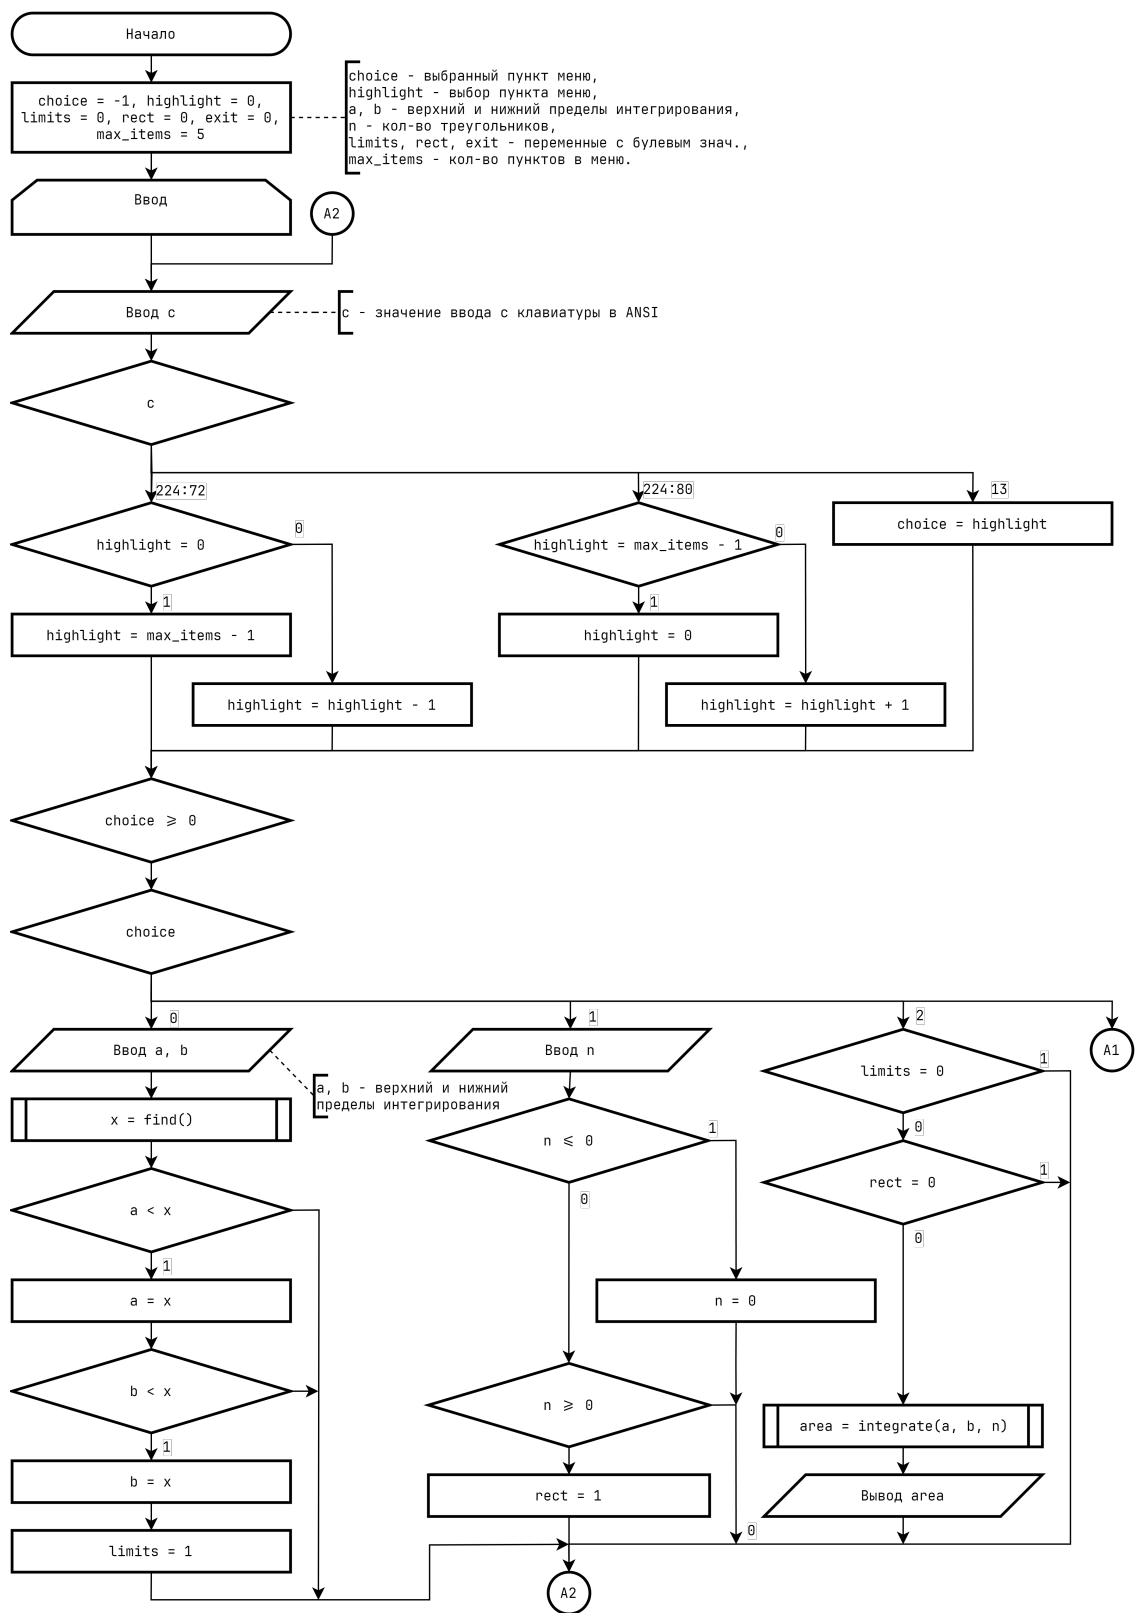 Начало
choice = -1, highlight = 0,
limits = 0, rect = 0, exit = 0,
max_items = 5
choice - выбранный пункт меню,
highlight - выбор пункта меню,
a, b - верхний и нижний пределы интегрирования,
n - кол-во треугольников,
limits, rect, exit - переменные с булевым знач.,
max_items - кол-во пунктов в меню.
Ввод
A2
Ввод c
c - значение ввода с клавиатуры в ANSI
c
224:72
224:80
13
highlight = 0
0
highlight = max_items - 1
0
choice = highlight
1
1
highlight = max_items - 1
highlight = 0
highlight = highlight - 1
highlight = highlight + 1
choice ⩾ 0
choice
0
1
2
Ввод a, b
Ввод n
limits = 0
1
A1
a, b - верхний и нижний
пределы интегрирования
x = find()
n ⩽ 0
1
0
rect = 0
1
a < x
0
0
1
a = x
n = 0
b < x
n ⩾ 0
area = integrate(a, b, n)
1
b = x
rect = 1
Вывод area
0
limits = 1
A2